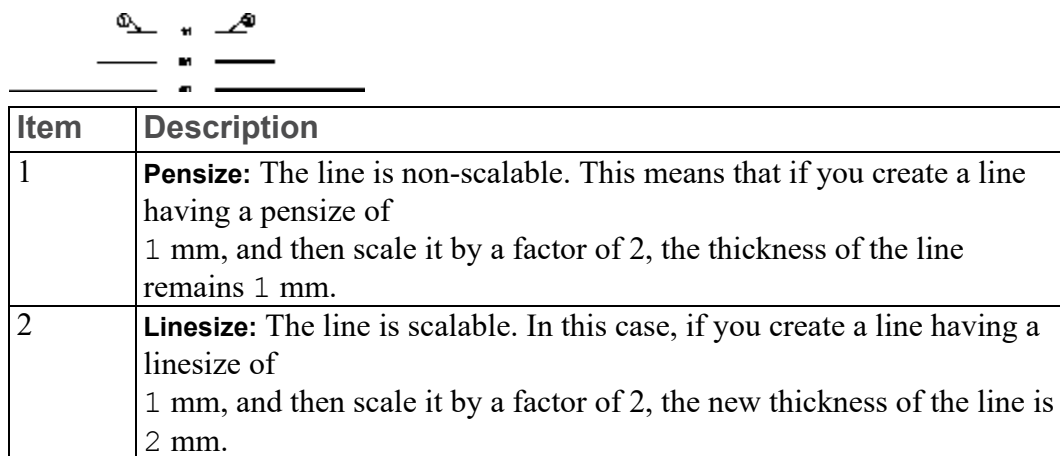 Item Description
1 Pensize: The line is non-scalable. This means that if you create a line
having a pensize of
1 mm, and then scale it by a factor of 2, the thickness of the line
remains 1 mm.
2 Linesize: The line is scalable. In this case, if you create a line having a
linesize of
1 mm, and then scale it by a factor of 2, the new thickness of the line is
2 mm.